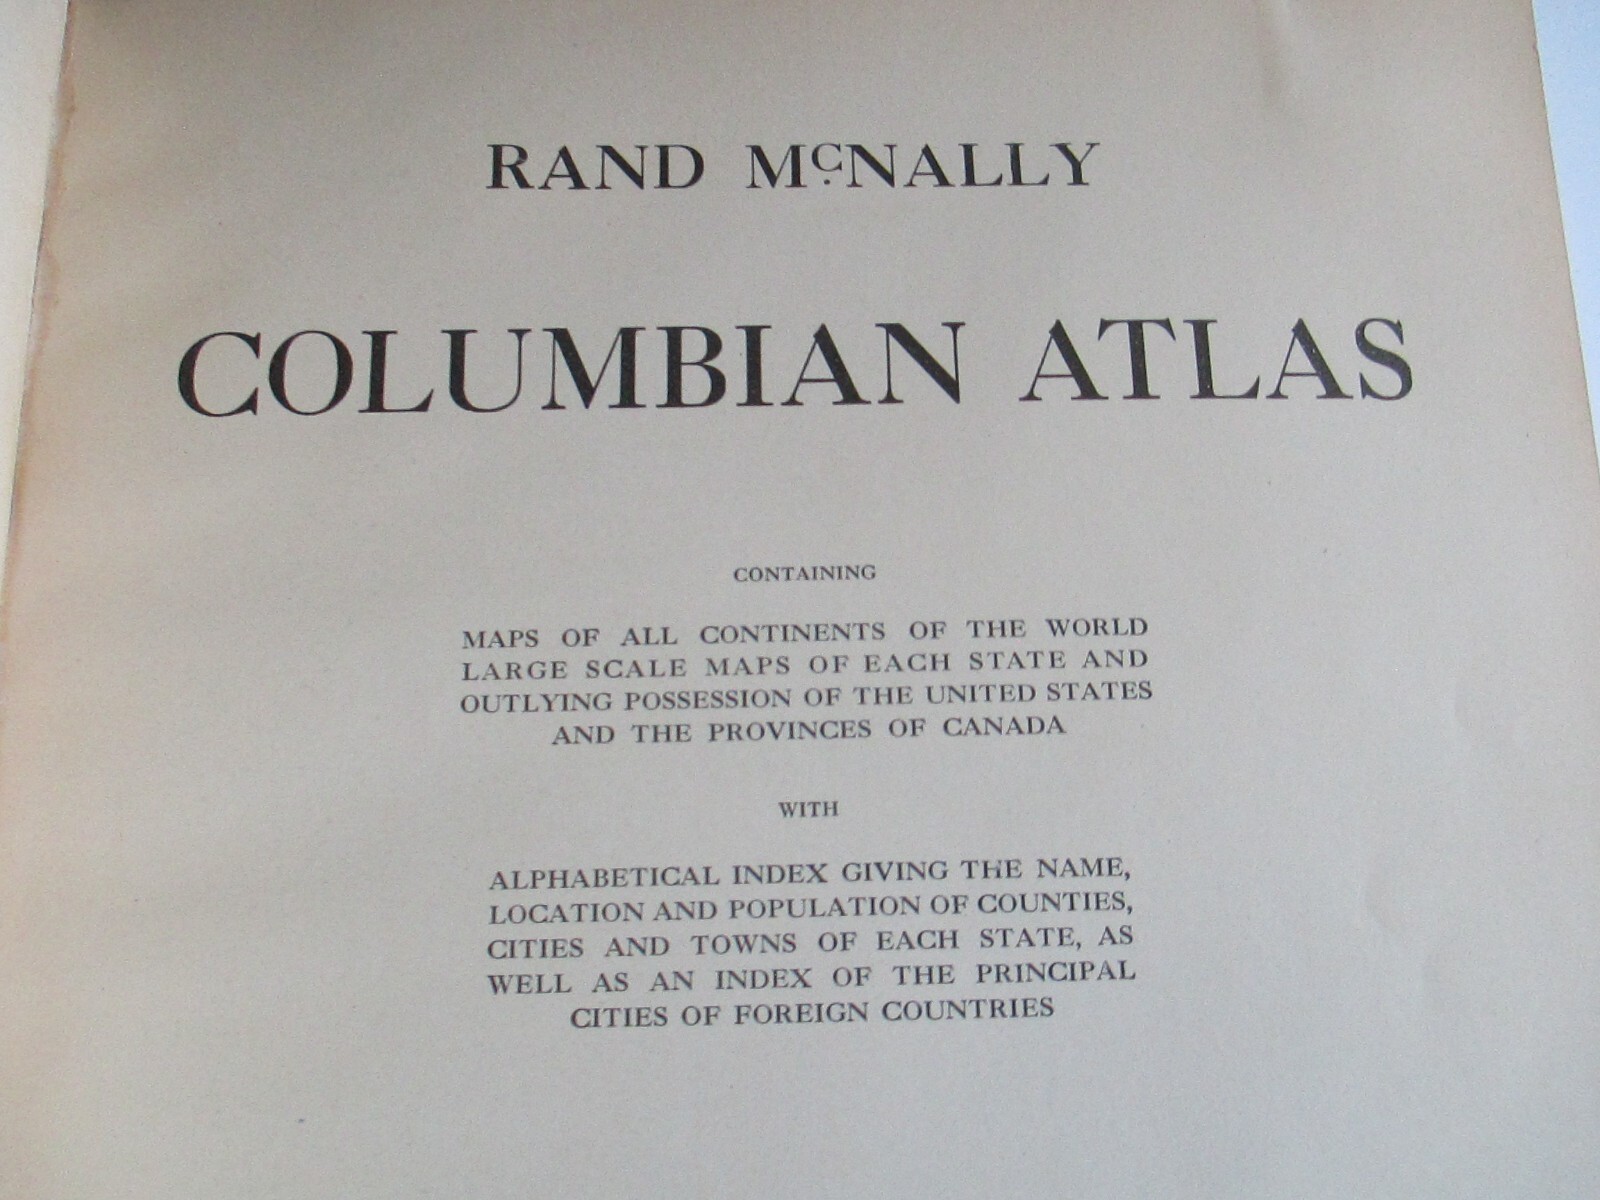 RAND McNALLY
COLUMBIAN ATLAS
CONTAINING
MAPS OF ALL CONTINENTS OF THE WORLD
LARGE SCALE MAPS OF EACH STATE AND
OUTLYING POSSESSION OF THE UNITED STATES
AND THE PROVINCES OF CANADA
WITH
ALPHABETICAL INDEX GIVING THE NAME,
LOCATION AND POPULATION OF COUNTIES,
CITIES AND TOWNS OF EACH STATE, AS
WELL AS AN INDEX OF THE PRINCIPAL
CITIES OF FOREIGN COUNTRIES